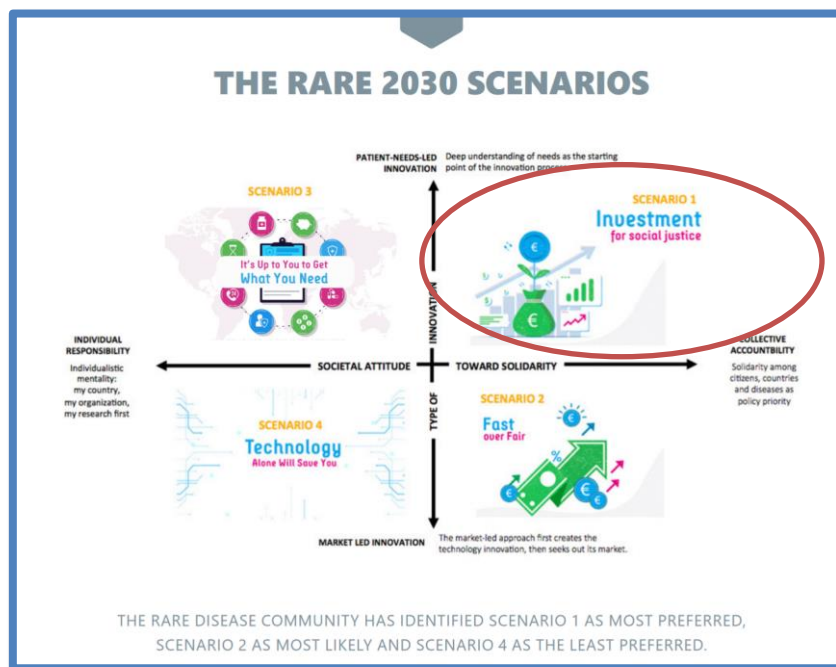 THE RARE 2030 SCENARIOS
PATIENT-NEEDS-LED
INNOVATION
Deep understanding of needs as the starting
point of the innovation
SCENARIO 3
It's Up to You to Get
What You Need
SCENARIO 1
Investment
for social justice
INDIVIDUAL
RESPONSIBILITY
Individualistic
mentality:
my country,
my organization,
my research first
SOCIETAL ATTITUDE
TOWARD SOLIDARITY
TYPE OF
INNOVATION
COLLECTIVE
ACCOUNTBILITY
Solidarity among
citizens, countries
and diseases as
policy priority
SCENARIO 4
Technology
Alone Will Save You
SCENARIO 2
Fast
over Fair
%
MARKET LED INNOVATION
The market-led approach first creates the
technology innovation, then seeks out its market.
THE RARE DISEASE COMMUNITY HAS IDENTIFIED SCENARIO 1 AS MOST PREFERRED,
SCENARIO 2 AS MOST LIKELY AND SCENARIO 4 AS THE LEAST PREFERRED.